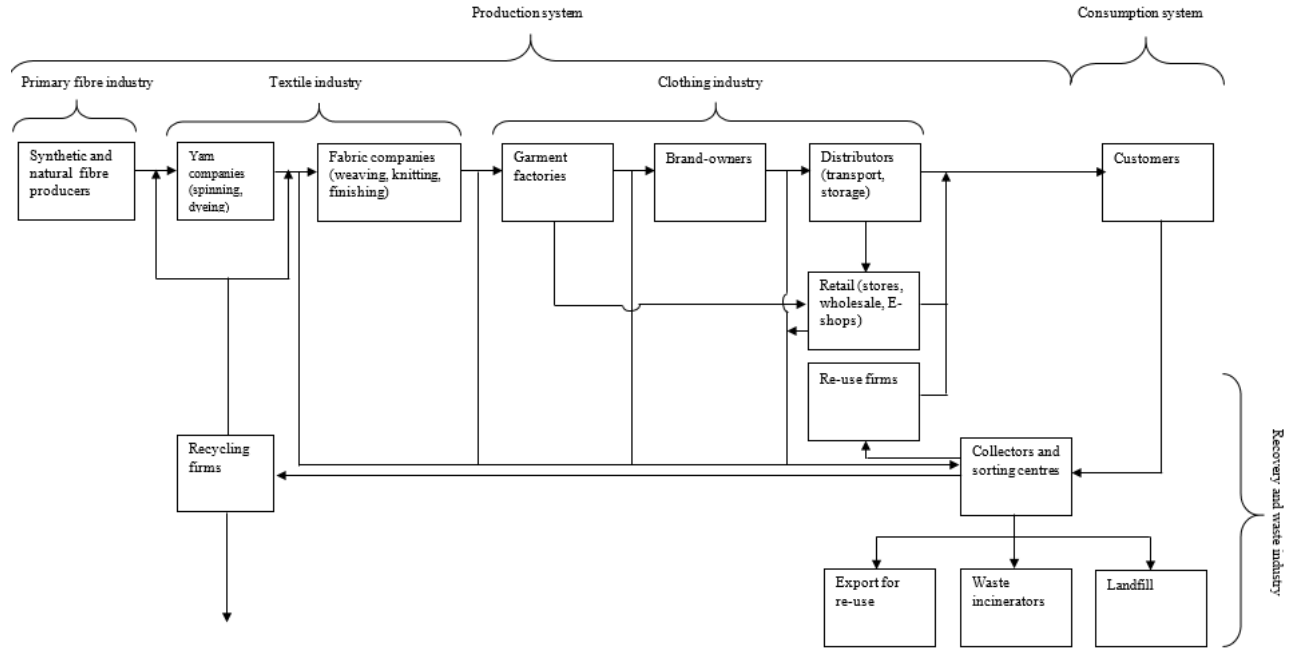 Production system
Consumption system
Primary fibre industry
Textile industry
Clothing industry
Synthetic and
natural fibre
producers
Yarn
companies
(spinning,
dyeing)
Fabric companies
(weaving, knitting,
finishing)
Garment
factories
Brand-owners
Distributors
(transport,
storage)
Customers
Retail (stores,
wholesale, E-
shops)
Re-use firms
Recycling
firms
Collectors and
sorting centres
Recovery and waste industry
Export for
re-use
Waste
incinerators
Landfill